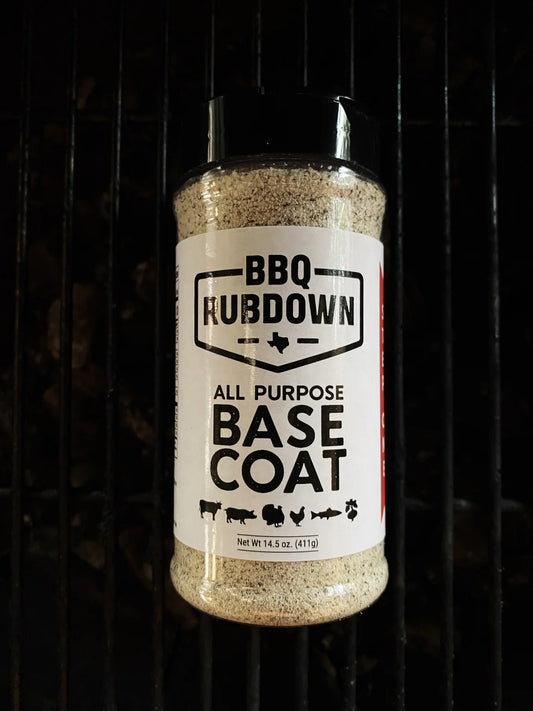 BBQ
RUBDOWN
ALL PURPOSE
BASE
COAT
Net Wt 14.5 oz. (411g)